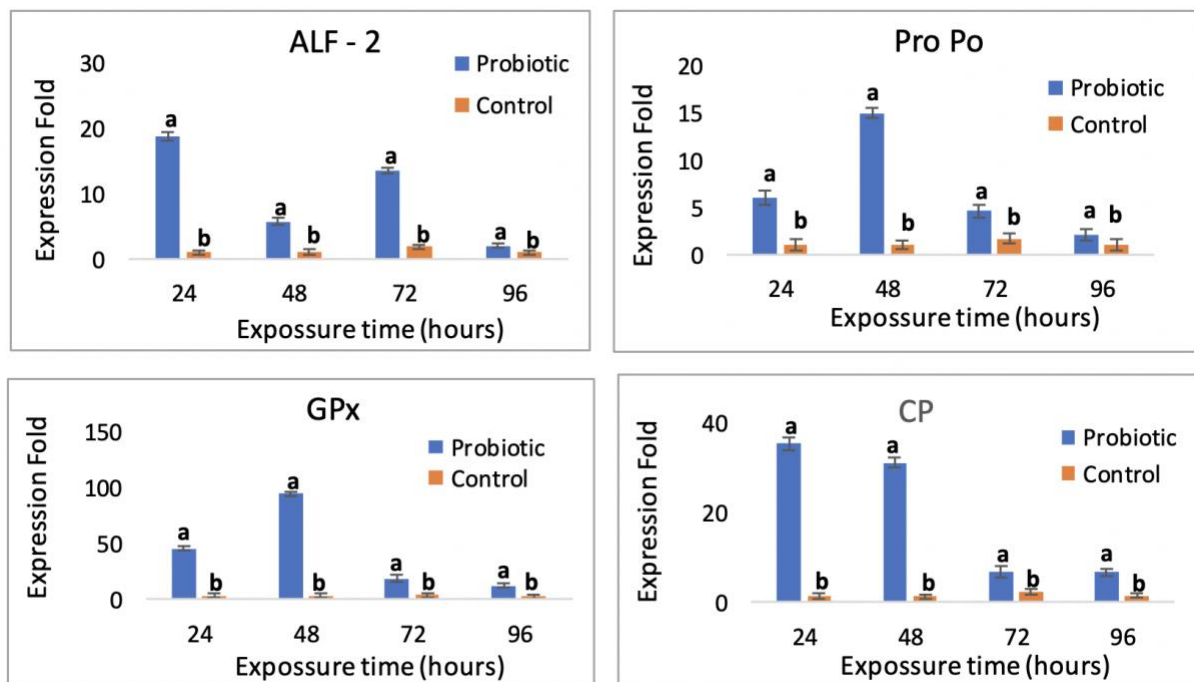 ALF - 2
Expression Fold
30
20
10
0
Probiotic
Control
a
b
a
b
a
b
a
b
24 48 72 96
Expossure time (hours)
Pro Po
Expression Fold
20
15
10
5
0
Probiotic
Control
a
b
a
b
a
b
a
b
24 48 72 96
Expossure time (hours)
GPx
Expression Fold
150
100
50
0
Probiotic
Control
a
b
a
b
a
b
a
b
24 48 72 96
Expossure time (hours)
CP
Expression Fold
40
20
0
Probiotic
Control
a
b
a
b
a
b
a
b
24 48 72 96
Expossure time (hours)